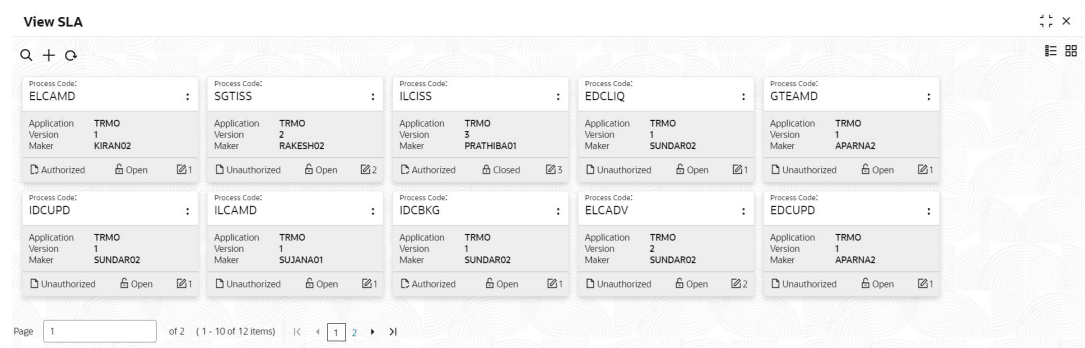 View SLA
Process Code: Process Code: Process Code: Process Code: Process Code:
ELCAMD SGTISS ILCISS EDCLIQ GTEAMD
Application TRMO Application TRMO Application TRMO Application TRMO Application TRMO
Version 1 Version 2 Version 3 Version 1 Version 1
Maker KIRAN02 Maker RAKESH02 Maker PRATHIBA01 Maker SUNDAR02 Maker APARNA2
Authorized Open 1 Unauthorized Open 2 Authorized Closed 3 Unauthorized Open 1 Unauthorized Open 1
Process Code: Process Code: Process Code: Process Code: Process Code:
IDCUPD ILCAMD IDCBKG ELCADV EDCUPD
Application TRMO Application TRMO Application TRMO Application TRMO Application TRMO
Version 1 Version 1 Version 1 Version 2 Version 1
Maker SUNDAR02 Maker SUJANA01 Maker SUNDAR02 Maker SUNDAR02 Maker APARNA2
Unauthorized Open 1 Unauthorized Open 1 Authorized Open 1 Unauthorized Open 2 Unauthorized Open 1
Page 1 of 2 (1 - 10 of 12 items) 1 2